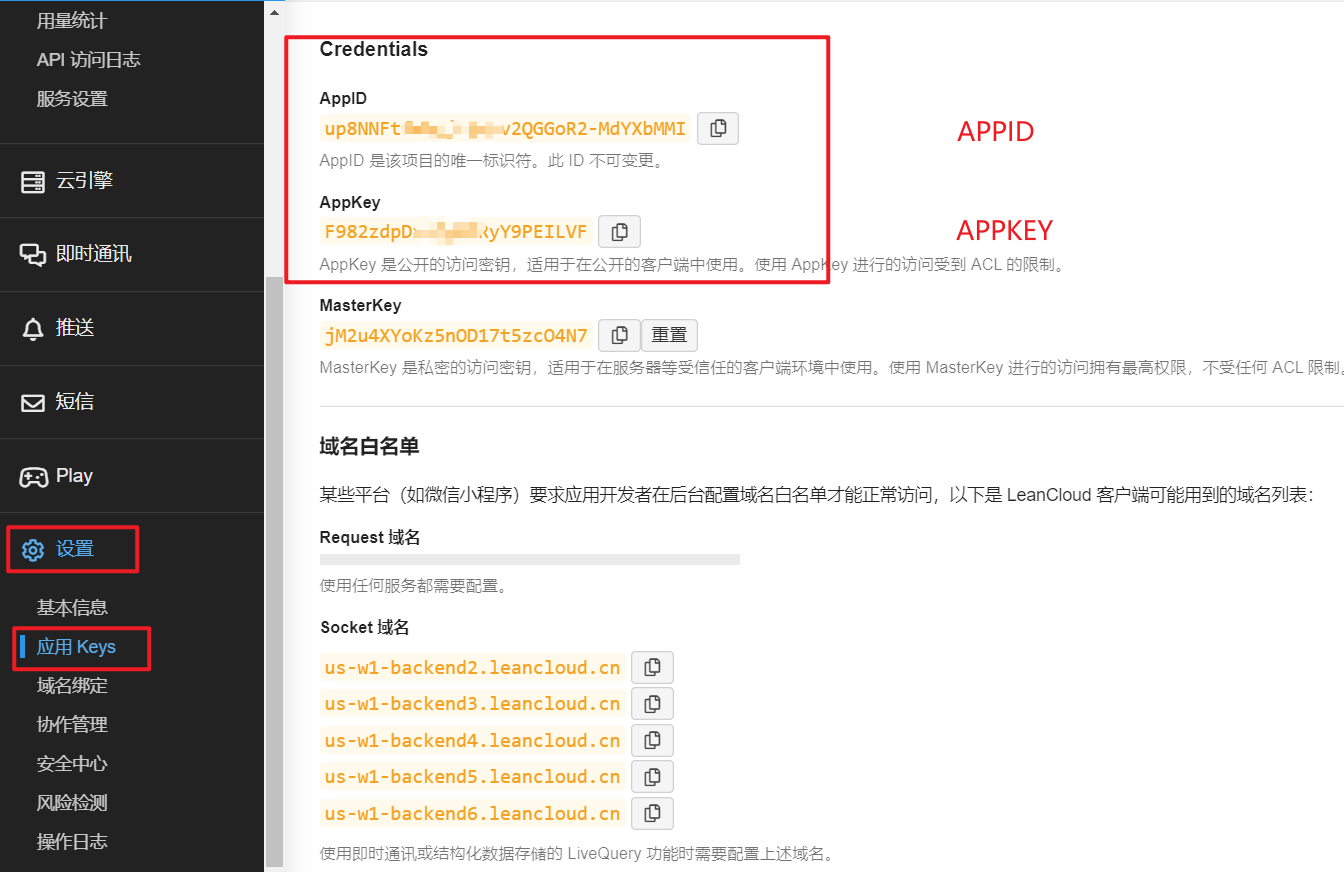 用量统计
API 访问日志
服务设置
云引擎
即时通讯
推送
短信
Play
设置
基本信息
应用 Keys
域名绑定
协作管理
安全中心
风险检测
操作日志
Credentials
AppID
up8NNFt v2QGGoR2-MdYXbMMI
APPID
AppID 是该项目的唯一标识符。此 ID 不可变更。
AppKey
F982zdpD RyY9PEILVF
APPKEY
AppKey 是公开的访问密钥，适用于在公开的客户端中使用。使用 AppKey 进行的访问受到 ACL 的限制。
MasterKey
jM2u4XYoKz5nOD17t5zcO4N7 重置
MasterKey 是私密的访问密钥，适用于在服务器等受信任的客户端环境中使用。使用 MasterKey 进行的访问拥有最高权限，不受任何 ACL 限制。
域名白名单
某些平台（如微信小程序）要求应用开发者在后台配置域名白名单才能正常访问，以下是 LeanCloud 客户端可能用到的域名列表：
Request 域名
使用任何服务都需要配置。
Socket 域名
us-w1-backend2.leancloud.cn
us-w1-backend3.leancloud.cn
us-w1-backend4.leancloud.cn
us-w1-backend5.leancloud.cn
us-w1-backend6.leancloud.cn
使用即时通讯或结构化数据存储的 LiveQuery 功能时需要配置上述域名。